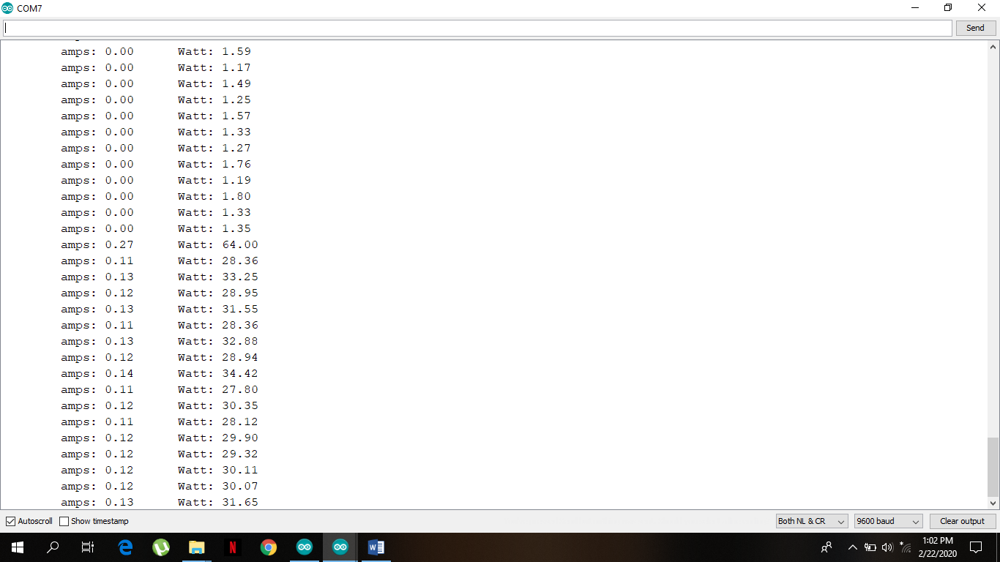 COM7
Send
amps: 0.00 Watt: 1.59
amps: 0.00 Watt: 1.17
amps: 0.00 Watt: 1.49
amps: 0.00 Watt: 1.25
amps: 0.00 Watt: 1.57
amps: 0.00 Watt: 1.33
amps: 0.00 Watt: 1.27
amps: 0.00 Watt: 1.76
amps: 0.00 Watt: 1.19
amps: 0.00 Watt: 1.80
amps: 0.00 Watt: 1.33
amps: 0.00 Watt: 1.35
amps: 0.27 Watt: 64.00
amps: 0.11 Watt: 28.36
amps: 0.13 Watt: 33.25
amps: 0.12 Watt: 28.95
amps: 0.13 Watt: 31.55
amps: 0.11 Watt: 28.36
amps: 0.13 Watt: 32.88
amps: 0.12 Watt: 28.94
amps: 0.14 Watt: 34.42
amps: 0.11 Watt: 27.80
amps: 0.12 Watt: 30.35
amps: 0.11 Watt: 28.12
amps: 0.12 Watt: 29.90
amps: 0.12 Watt: 29.32
amps: 0.12 Watt: 30.11
amps: 0.12 Watt: 30.07
amps: 0.13 Watt: 31.65
Autoscroll Show timestamp Both NL & CR 9600 baud Clear output
1:02 PM
2/22/2020